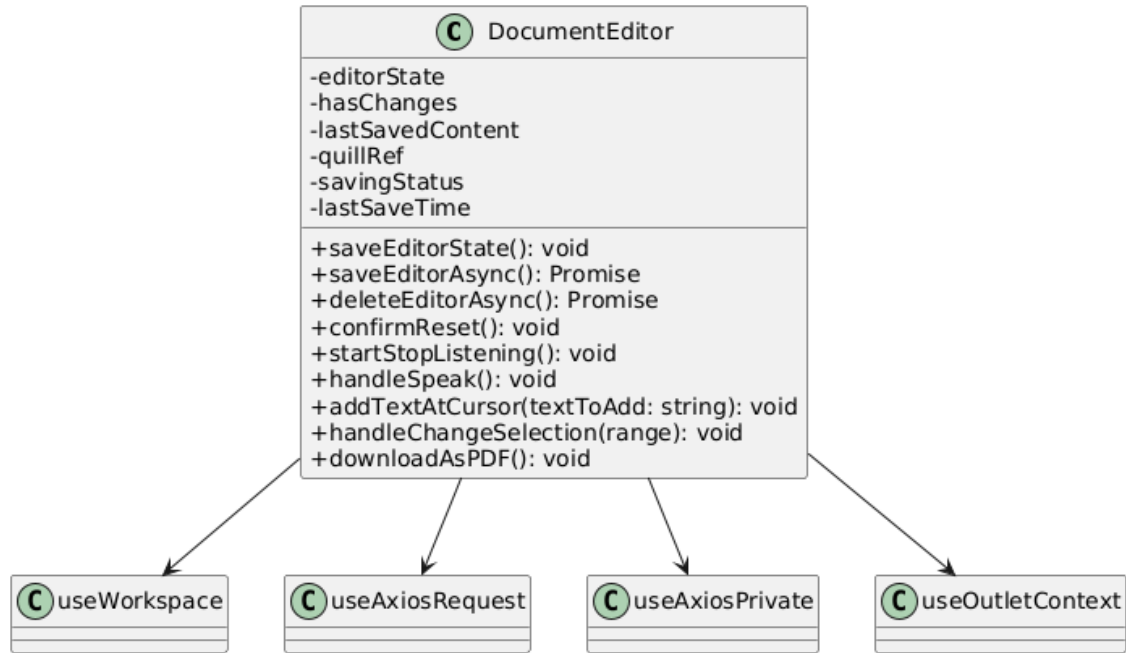 C DocumentEditor
-editorState
-hasChanges
-lastSavedContent
-quillRef
-savingStatus
-lastSaveTime
+saveEditorState(): void
+saveEditorAsync(): Promise
+deleteEditorAsync(): Promise
+confirmReset(): void
+startStopListening(): void
+handleSpeak(): void
+addTextAtCursor(textToAdd: string): void
+handleChangeSelection(range): void
+downloadAsPDF(): void
C useWorkspace
C useAxiosRequest
C useAxiosPrivate
C useOutletContext